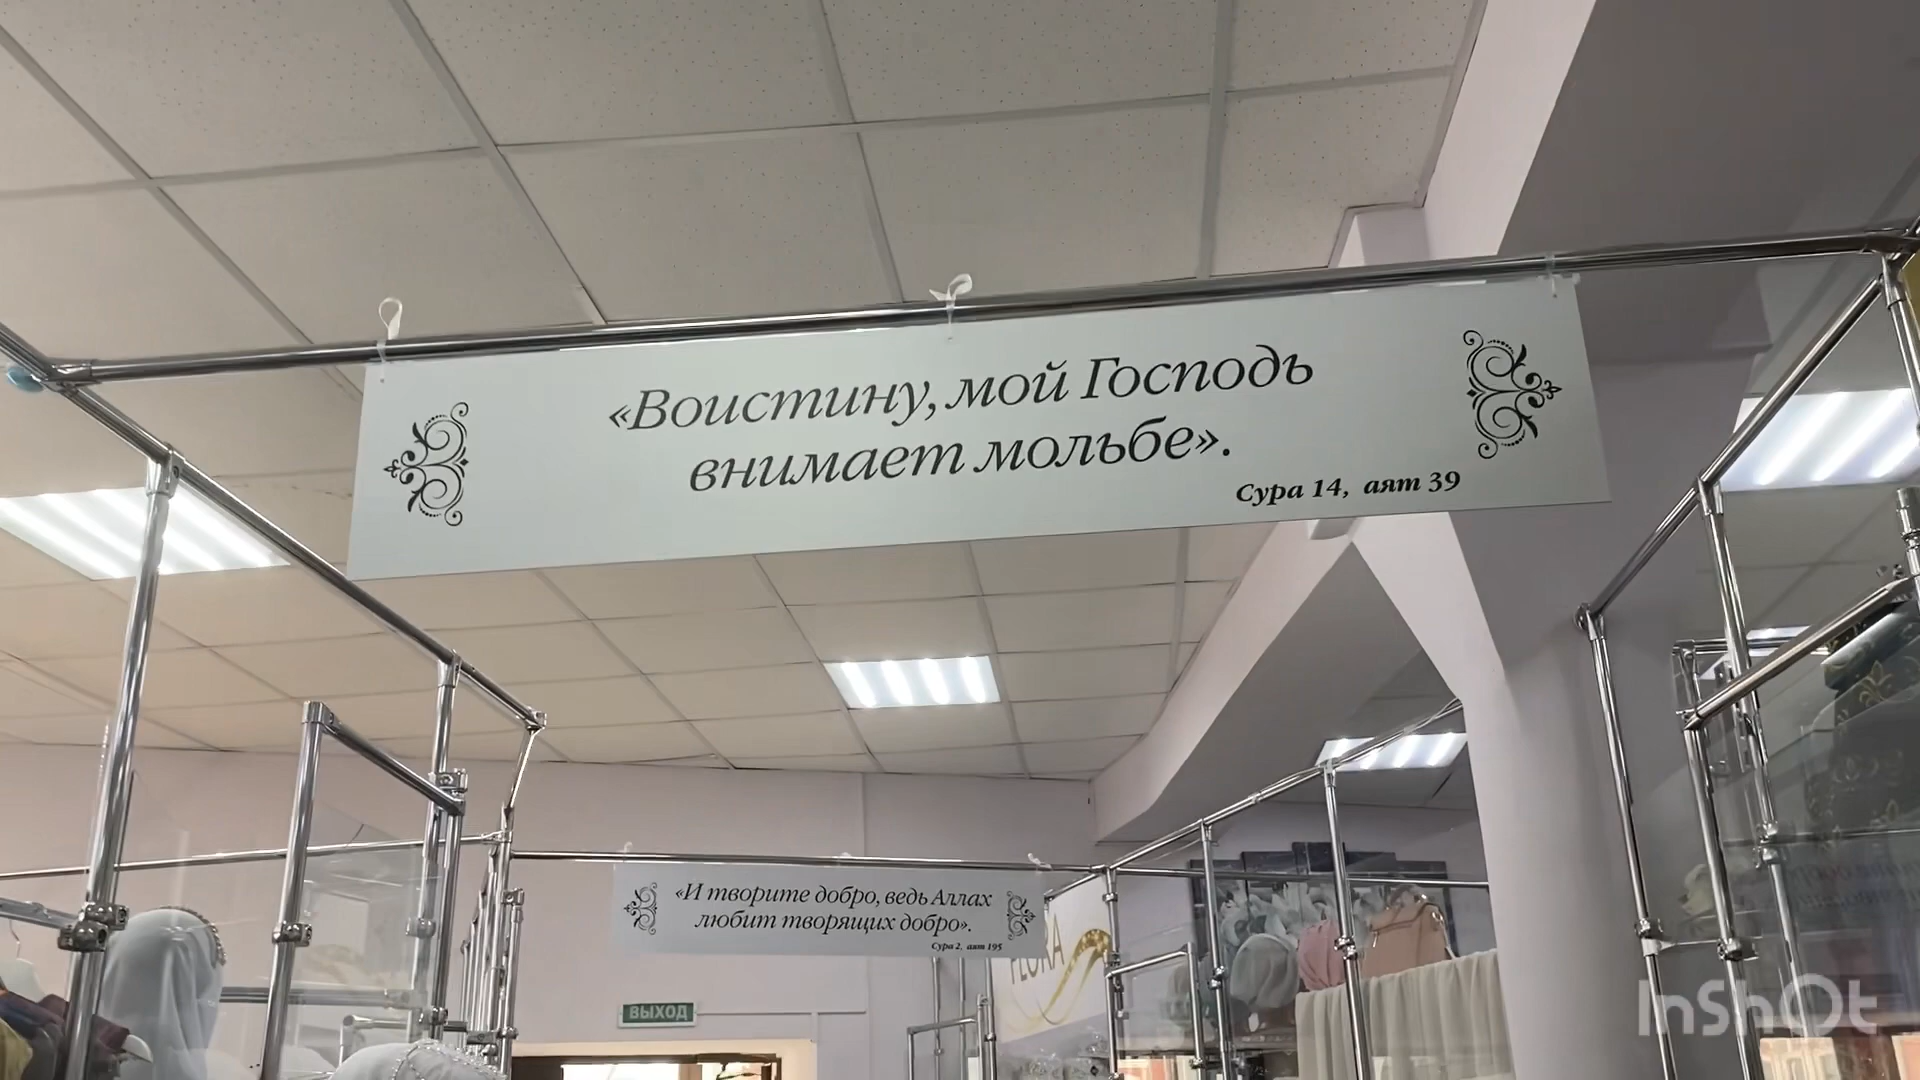 «Воистину, мой Господь
внимает мольбе».
Сура 14, аят 39
«И творите добро, ведь Аллах
любит творящих добро».
Сура 2, аят 195
FLORA
ВЫХОД
InShOt